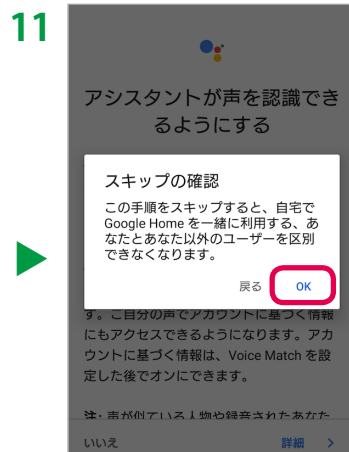 11
アシスタントが声を認識でき
るようにする
スキップの確認
この手順をスキップすると、自宅で
Google Home を一緒に利用する、あ
なたとあなた以外のユーザーを区別
できなくなります。
戻る
OK
す。ご自分の声でアカウントに基づく情報
にもアクセスできるようになります。アカ
ウントに基づく情報は、Voice Match を設
定した後でオンにできます。
注: 声が似ている人物や録音されたあなた
いいえ
詳細